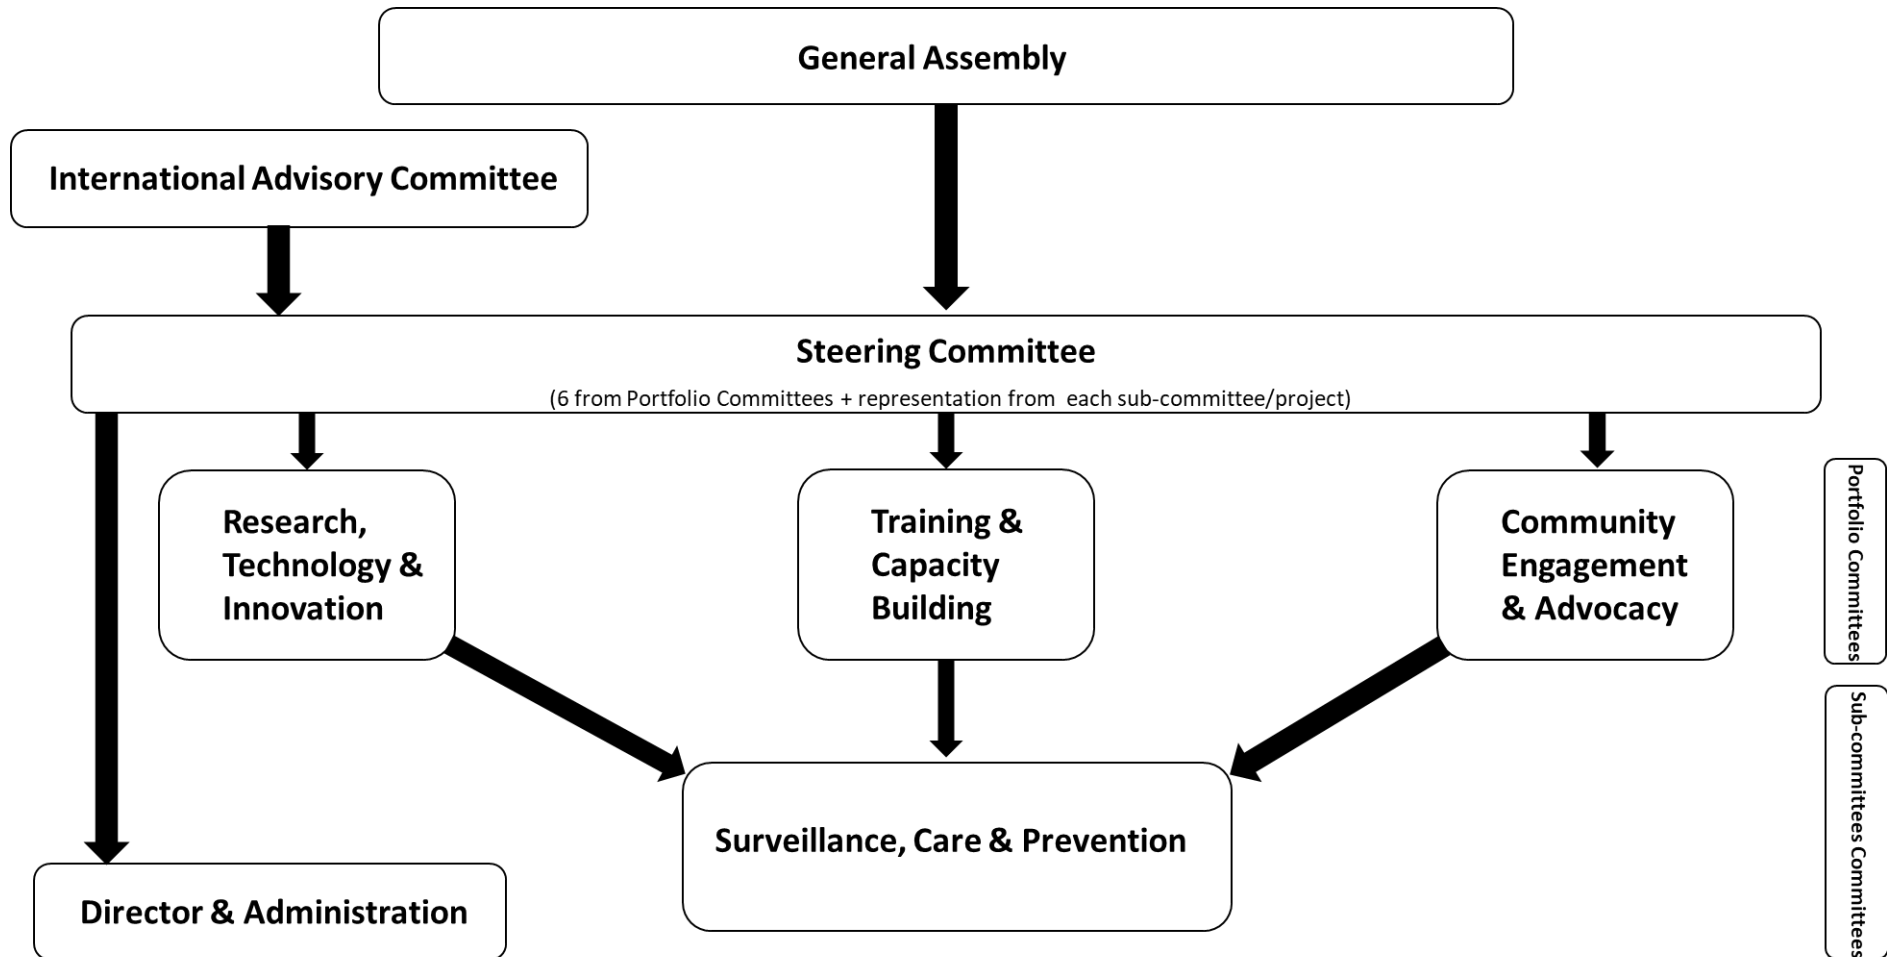 General Assembly
International Advisory Committee
Steering Committee
(6 from Portfolio Committees + representation from each sub-committee/project)
Research,
Technology &
Innovation
Training &
Capacity
Building
Community
Engagement
& Advocacy
Portfolio Committees
Surveillance, Care & Prevention
Sub-committees Committees
Director & Administration